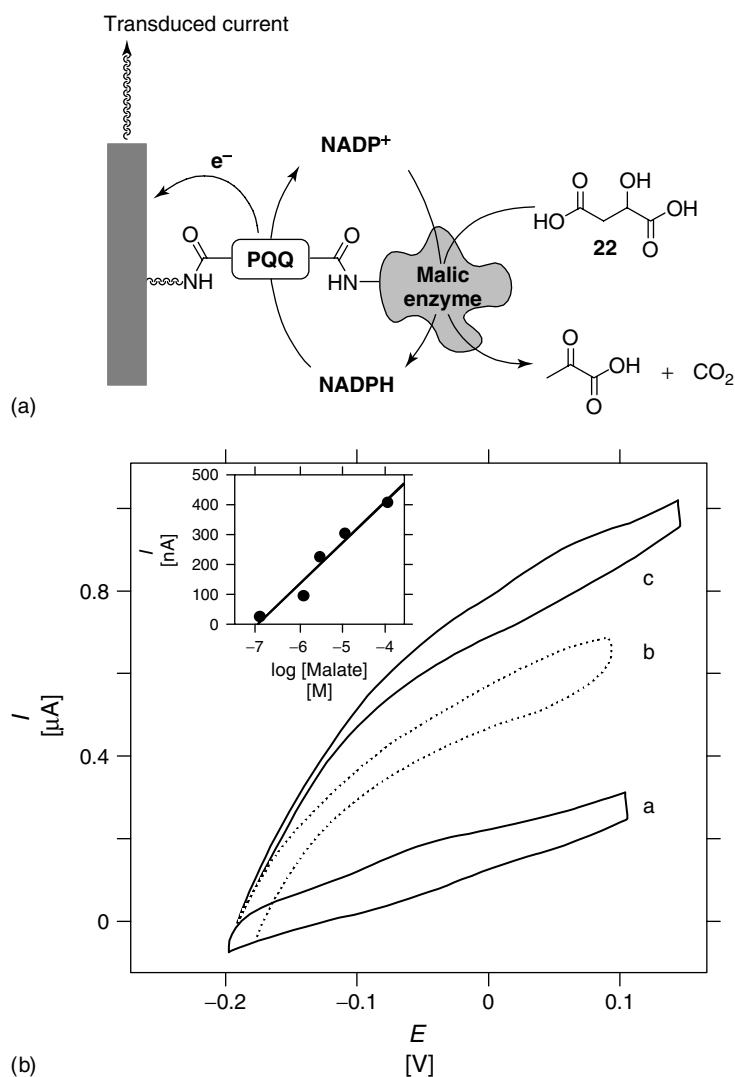 Transduced current
e⁻
NADP⁺
O
OH
HO
OH
O
22
O
NH
PQQ
O
HN
Malic
enzyme
NADPH
O
OH
O
+ CO₂
(a)
500
400
300
200
100
0
I
[nA]
−7 −6 −5 −4
log [Malate]
[M]
c
b
a
0.8
0.4
0
I
[μA]
−0.2 −0.1 0 0.1
E
[V]
(b)